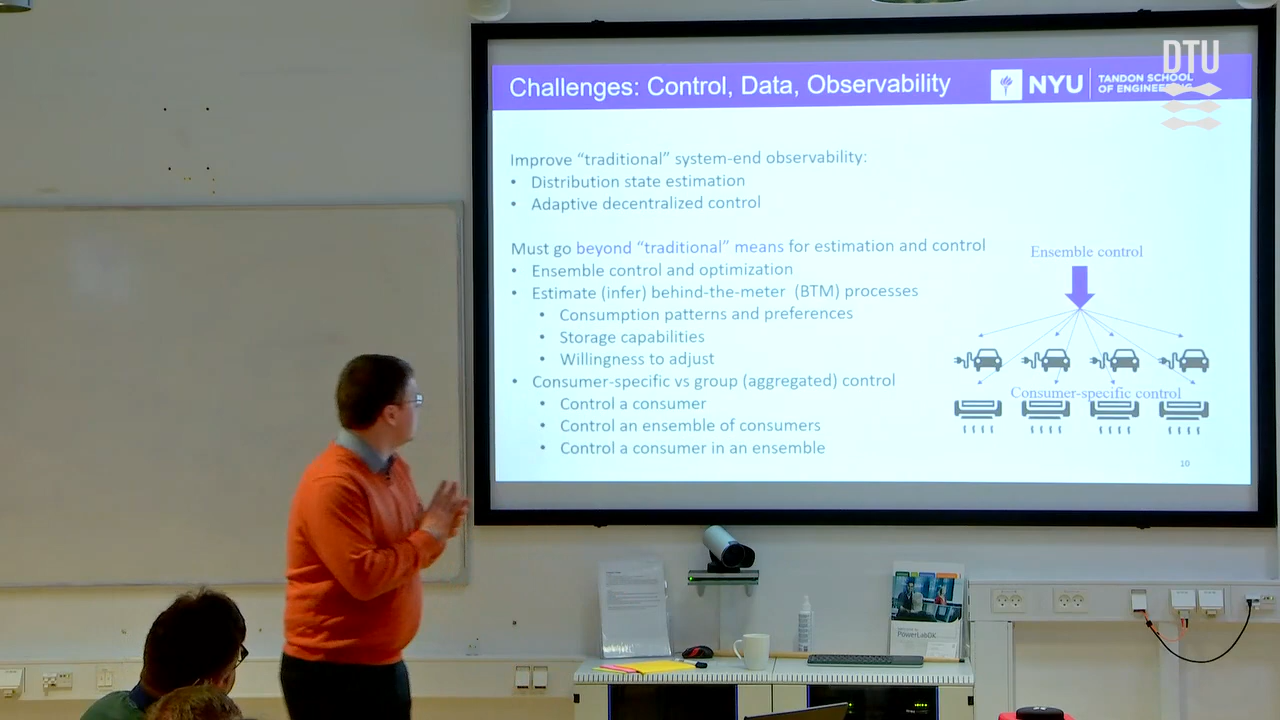 DTU
Challenges: Control, Data, Observability
NYU
TANDON SCHOOL
OF ENGINEERING
Improve “traditional” system-end observability:
• Distribution state estimation
• Adaptive decentralized control
Must go beyond “traditional” means for estimation and control
• Ensemble control and optimization
• Estimate (infer) behind-the-meter (BTM) processes
• Consumption patterns and preferences
• Storage capabilities
• Willingness to adjust
• Consumer-specific vs group (aggregated) control
• Control a consumer
• Control an ensemble of consumers
• Control a consumer in an ensemble
Ensemble control
Consumer-specific control
10
PowerLabDK